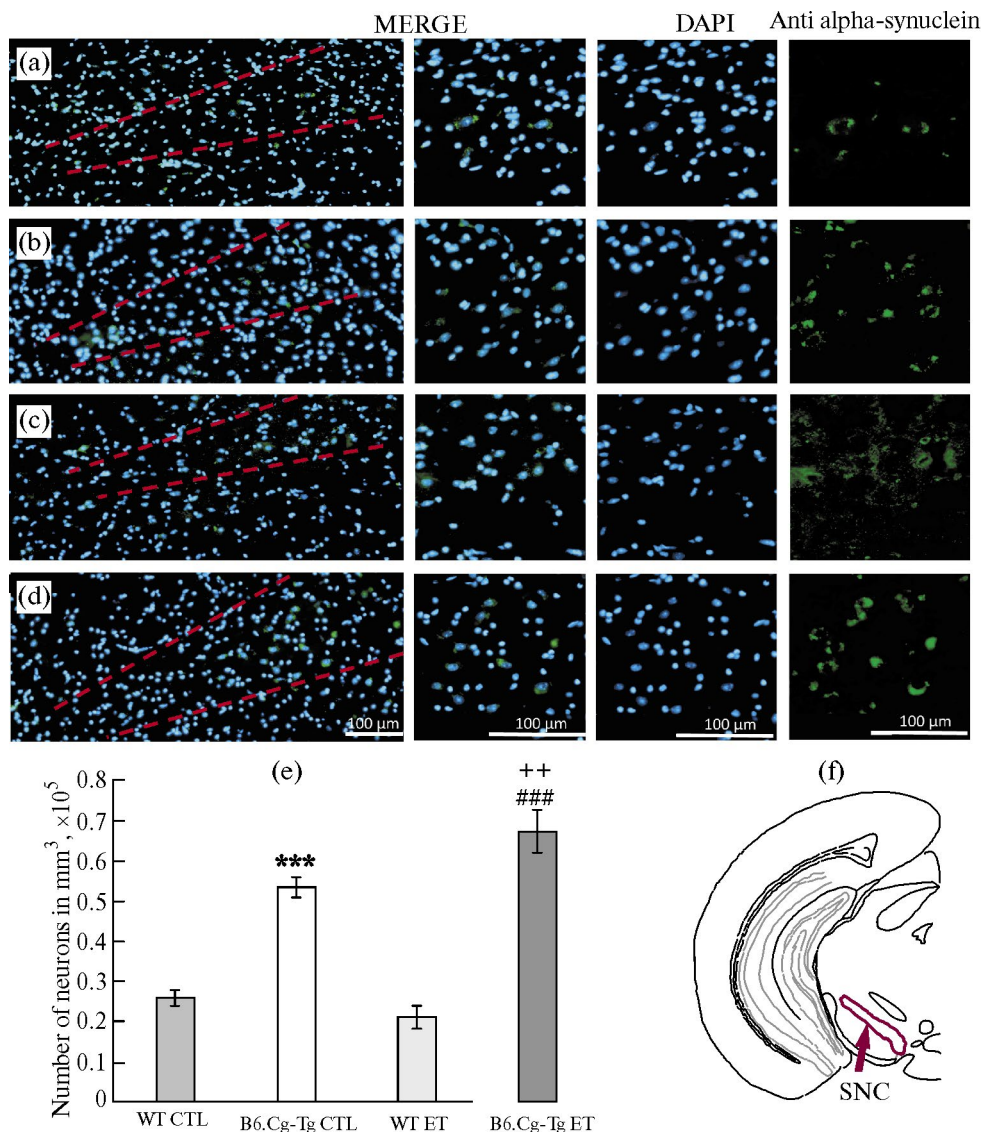 MERGE DAPI Anti alpha-synuclein
(a)
(b)
(c)
(d)
100 µm 100 µm 100 µm 100 µm
(e)
Number of neurons in mm³, ×10⁵
0.8
0.7
0.6
0.5
0.4
0.3
0.2
0.1
0
***
++
###
WT CTL B6.Cg-Tg CTL WT ET B6.Cg-Tg ET
(f)
SNC